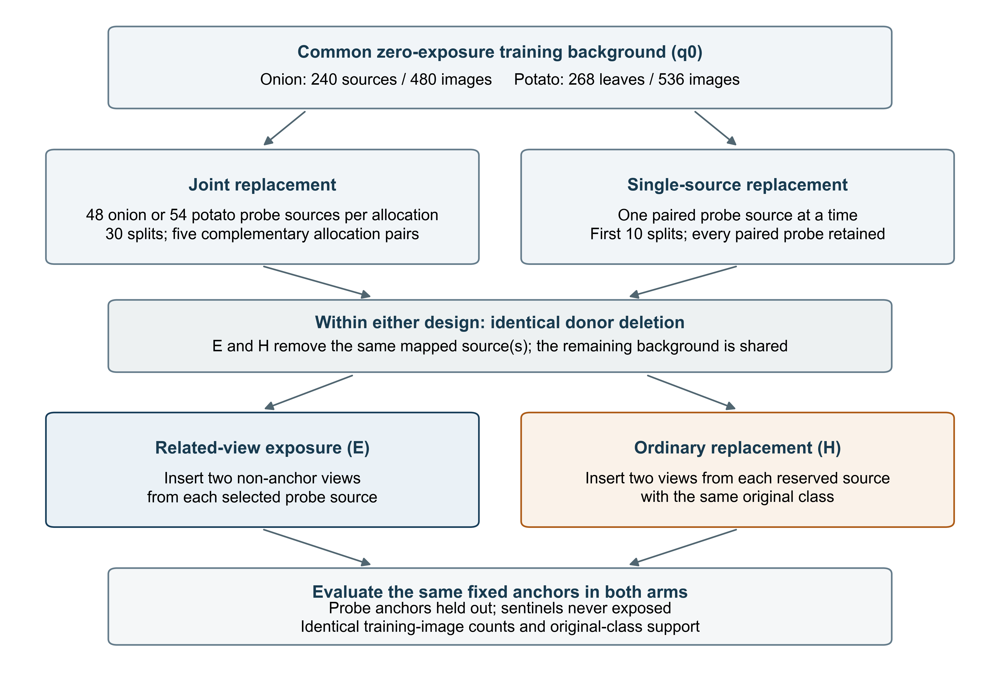 Common zero-exposure training background (q0)
Onion: 240 sources / 480 images Potato: 268 leaves / 536 images
Joint replacement
48 onion or 54 potato probe sources per allocation
30 splits; five complementary allocation pairs
Single-source replacement
One paired probe source at a time
First 10 splits; every paired probe retained
Within either design: identical donor deletion
E and H remove the same mapped source(s); the remaining background is shared
Related-view exposure (E)
Insert two non-anchor views
from each selected probe source
Ordinary replacement (H)
Insert two views from each reserved source
with the same original class
Evaluate the same fixed anchors in both arms
Probe anchors held out; sentinels never exposed
Identical training-image counts and original-class support